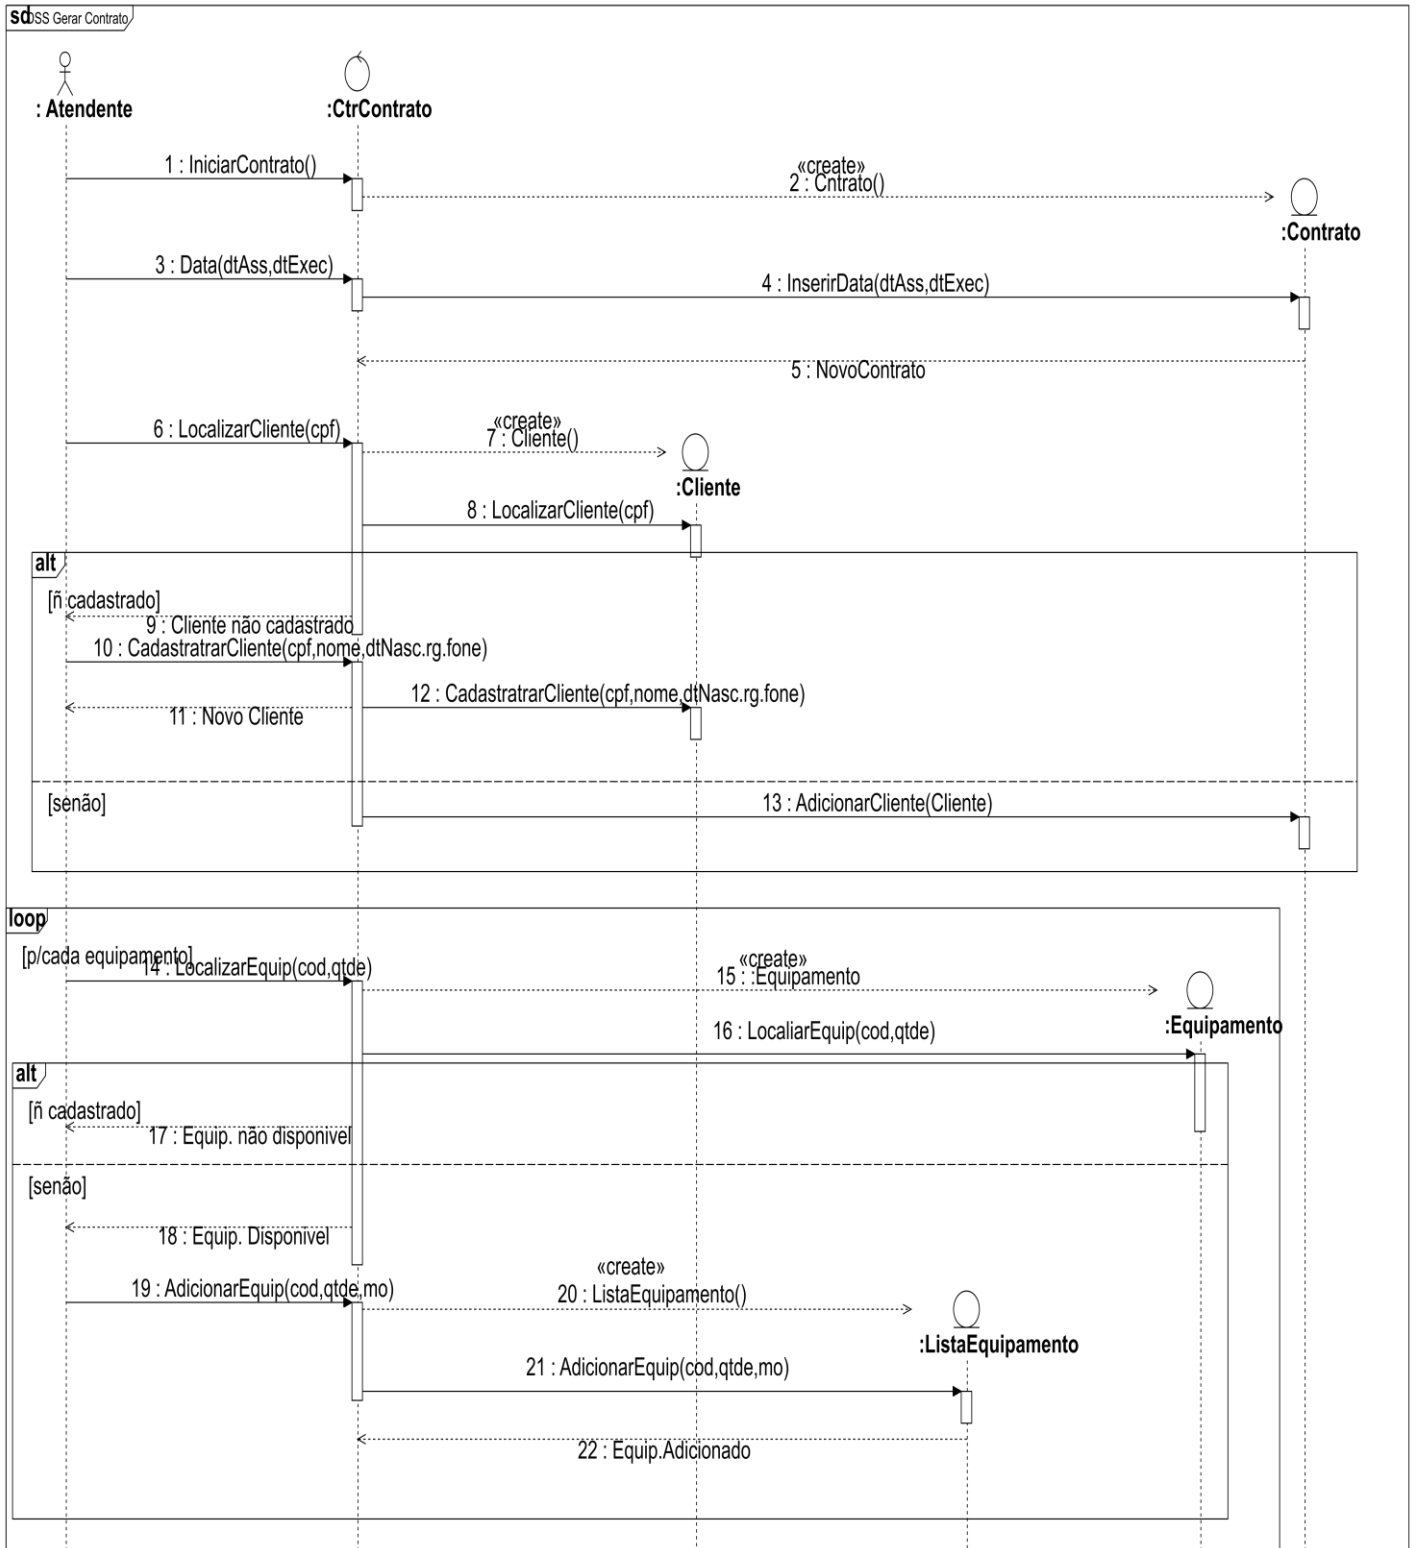 sd DSS Gerar Contrato
: Atendente
:CtrContrato
1 : IniciarContrato()
«create»
2 : Cntrato()
:Contrato
3 : Data(dtAss,dtExec)
4 : InserirData(dtAss,dtExec)
5 : NovoContrato
6 : LocalizarCliente(cpf)
«create»
7 : Cliente()
:Cliente
8 : LocalizarCliente(cpf)
alt
[ñ cadastrado]
9 : Cliente não cadastrado
10 : CadastratrarCliente(cpf,nome,dtNasc.rg.fone)
12 : CadastratrarCliente(cpf,nome,dtNasc.rg.fone)
11 : Novo Cliente
[senão]
13 : AdicionarCliente(Cliente)
loop
[p/cada equipamento]
14 : LocalizarEquip(cod,qtde)
«create»
15 : :Equipamento
:Equipamento
16 : LocaliarEquip(cod,qtde)
alt
[ñ cadastrado]
17 : Equip. não disponivel
[senão]
18 : Equip. Disponivel
19 : AdicionarEquip(cod,qtde,mo)
«create»
20 : ListaEquipamento()
:ListaEquipamento
21 : AdicionarEquip(cod,qtde,mo)
22 : Equip.Adicionado